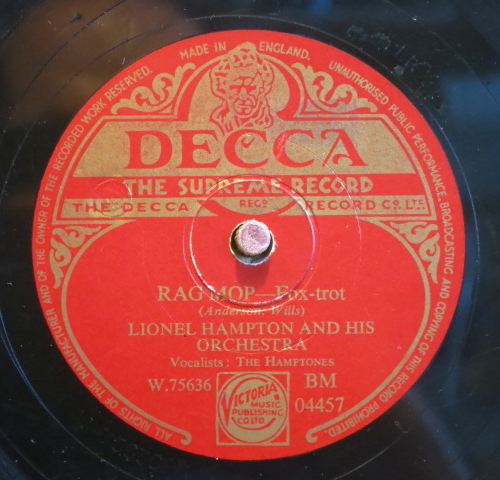 ALL RIGHTS OF THE MANUFACTURER AND OF THE OWNER OF THE RECORDED WORK RESERVED.
MADE IN ENGLAND.
UNAUTHORISED PUBLIC PERFORMANCE, BROADCASTING AND COPYING OF THIS RECORD PROHIBITED.
DECCA
THE SUPREME RECORD
THE DECCA REGD RECORD CO. LTD.
RAG MOP—Fox-trot
(Anderson, Wills)
LIONEL HAMPTON AND HIS
ORCHESTRA
Vocalists: THE HAMPTONES
W.75636
VICTORIA
MUSIC
PUBLISHING
CO LTD
BM
04457